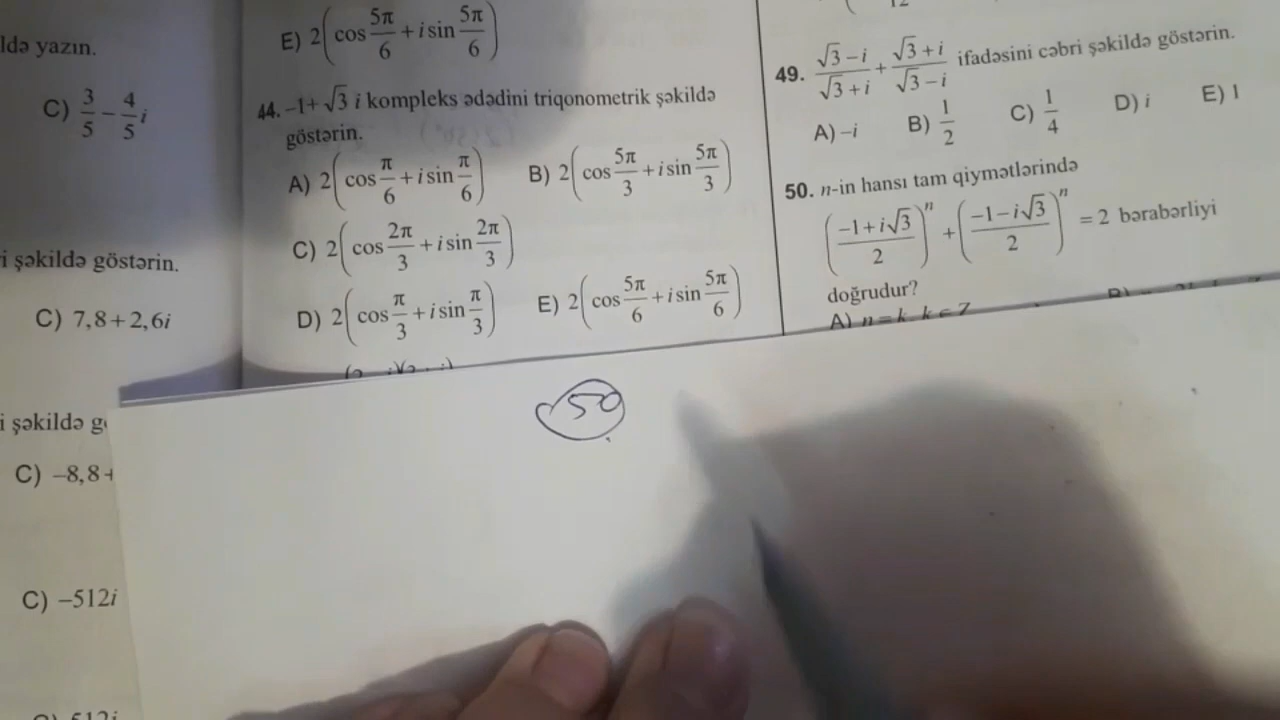 ldə yazın.
C) 3/5 − 4/5 i
i şəkildə göstərin.
C) 7,8+2,6i
i şəkildə g
C) −8,8+
C) −512i
E) 2(cos 5π/6 + i sin 5π/6)
44. −1+√3 i kompleks ədədini triqonometrik şəkildə
göstərin.
A) 2(cos π/6 + i sin π/6) B) 2(cos 5π/3 + i sin 5π/3)
C) 2(cos 2π/3 + i sin 2π/3)
D) 2(cos π/3 + i sin π/3) E) 2(cos 5π/6 + i sin 5π/6)
12
49. (√3−i)/(√3+i) + (√3+i)/(√3−i) ifadəsini cəbri şəkildə göstərin.
A) −i B) 1/2 C) 1/4 D) i E) 1
50. n-in hansı tam qiymətlərində
((−1+i√3)/2)^n + ((−1−i√3)/2)^n = 2 bərabərliyi
doğrudur?
A) n=k, k∈Z
50